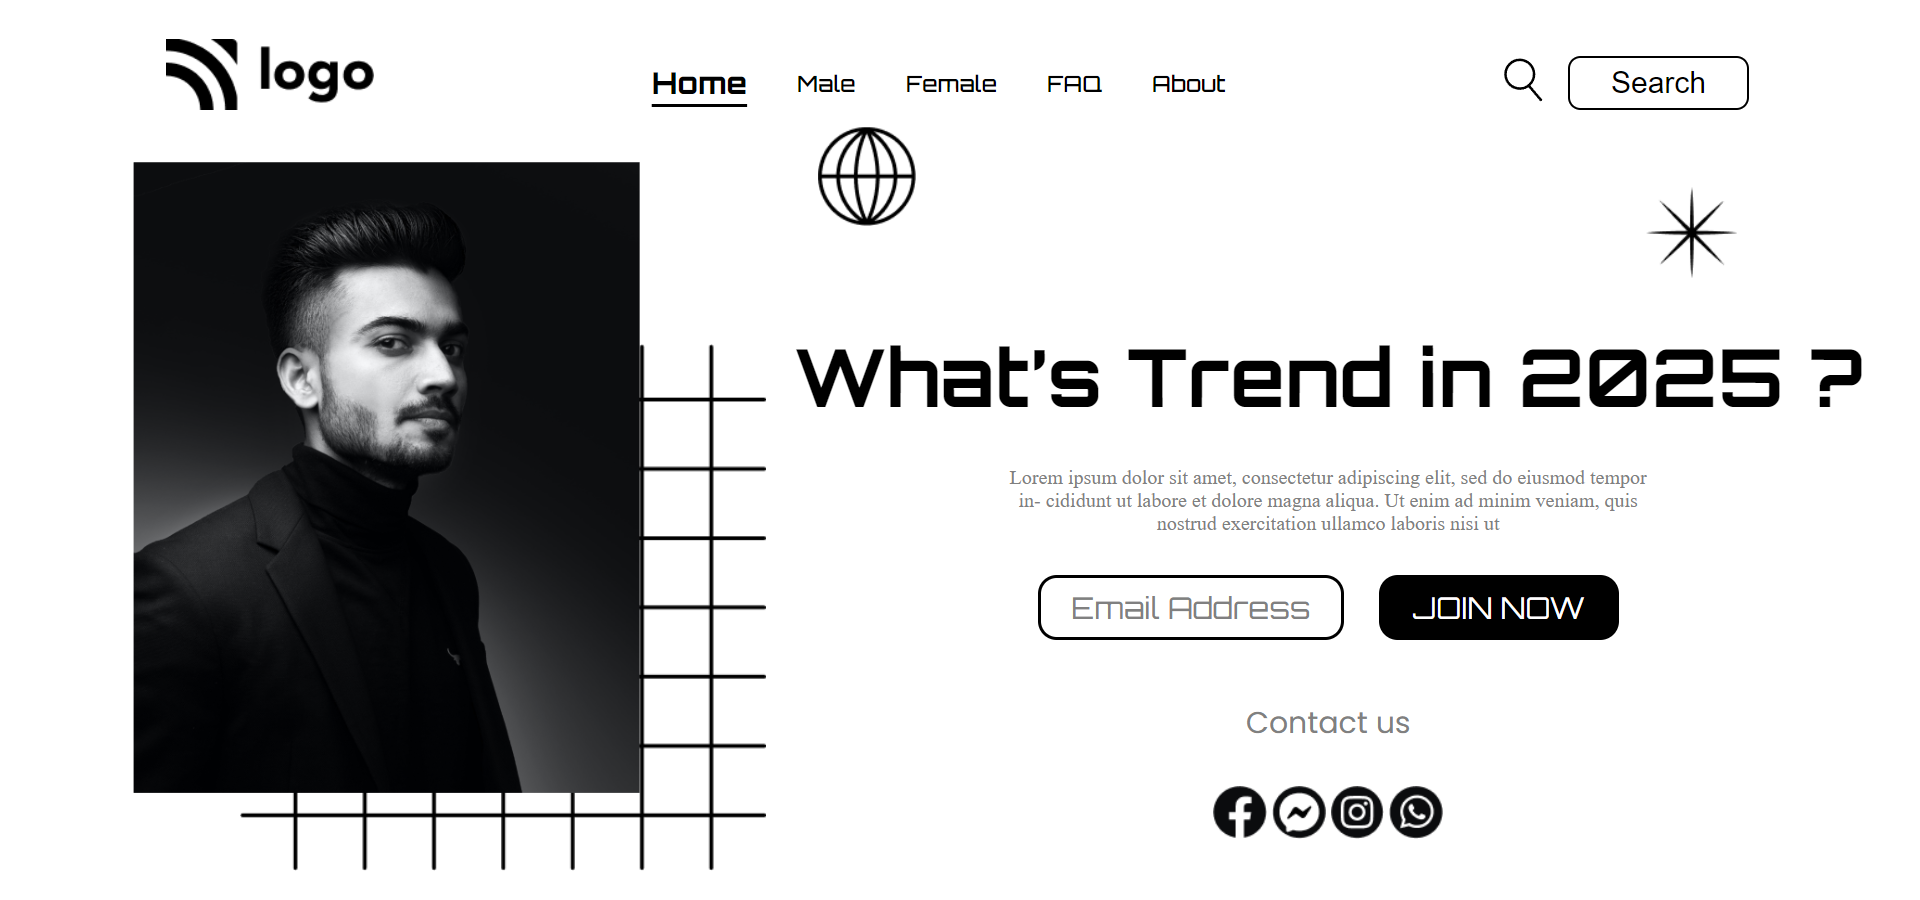 logo
Home
Male
Female
FAQ
About
Search
What's Trend in 2025 ?
Lorem ipsum dolor sit amet, consectetur adipiscing elit, sed do eiusmod tempor
in- cididunt ut labore et dolore magna aliqua. Ut enim ad minim veniam, quis
nostrud exercitation ullamco laboris nisi ut
Email Address
JOIN NOW
Contact us